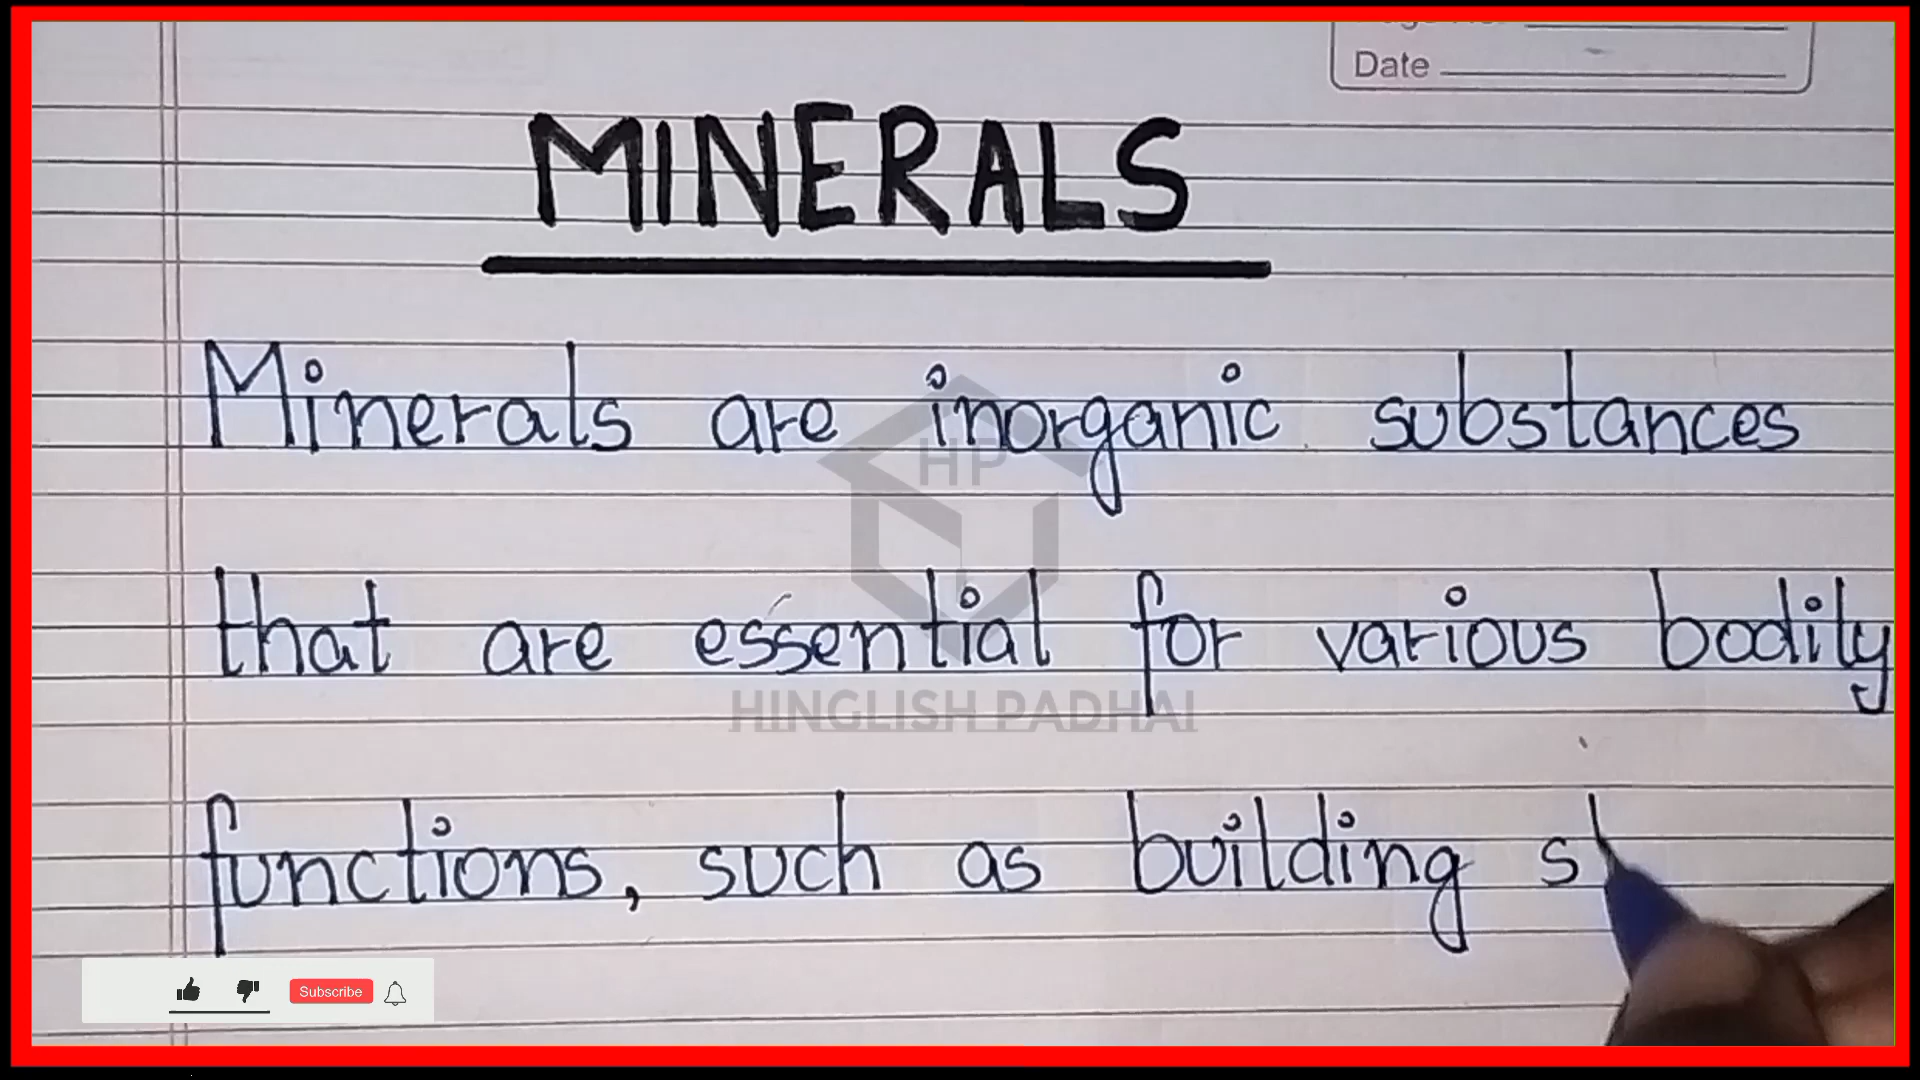 Date
MINERALS
Minerals are inorganic substances
HP
that are essential for various bodily
HINGLISH PADHAI
functions, such as building s
Subscribe